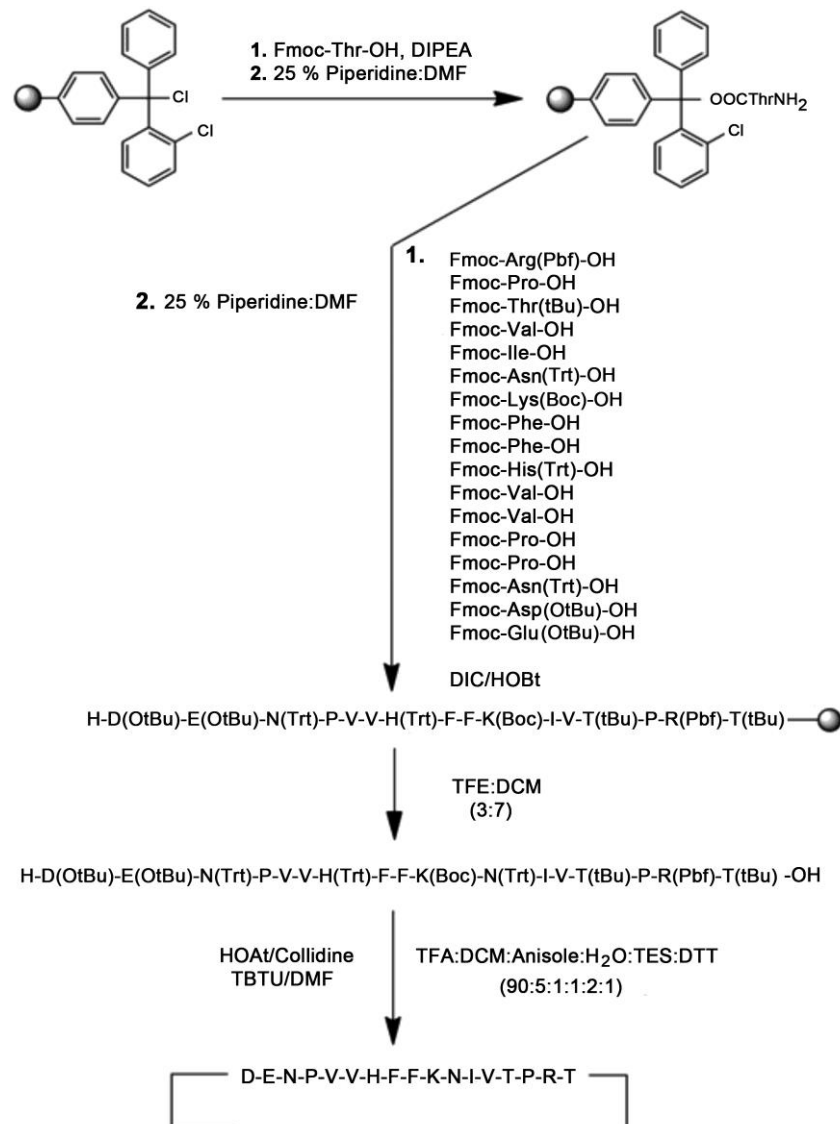 1. Fmoc-Thr-OH, DIPEA
2. 25 % Piperidine:DMF
Cl
Cl
OOCThrNH2
Cl
1.
Fmoc-Arg(Pbf)-OH
Fmoc-Pro-OH
2. 25 % Piperidine:DMF
Fmoc-Thr(tBu)-OH
Fmoc-Val-OH
Fmoc-Ile-OH
Fmoc-Asn(Trt)-OH
Fmoc-Lys(Boc)-OH
Fmoc-Phe-OH
Fmoc-Phe-OH
Fmoc-His(Trt)-OH
Fmoc-Val-OH
Fmoc-Val-OH
Fmoc-Pro-OH
Fmoc-Pro-OH
Fmoc-Asn(Trt)-OH
Fmoc-Asp(OtBu)-OH
Fmoc-Glu(OtBu)-OH
DIC/HOBt
H-D(OtBu)-E(OtBu)-N(Trt)-P-V-V-H(Trt)-F-F-K(Boc)-I-V-T(tBu)-P-R(Pbf)-T(tBu)
TFE:DCM
(3:7)
H-D(OtBu)-E(OtBu)-N(Trt)-P-V-V-H(Trt)-F-F-K(Boc)-N(Trt)-I-V-T(tBu)-P-R(Pbf)-T(tBu) -OH
HOAt/Collidine
TBTU/DMF
TFA:DCM:Anisole:H2O:TES:DTT
(90:5:1:1:2:1)
D-E-N-P-V-V-H-F-F-K-N-I-V-T-P-R-T